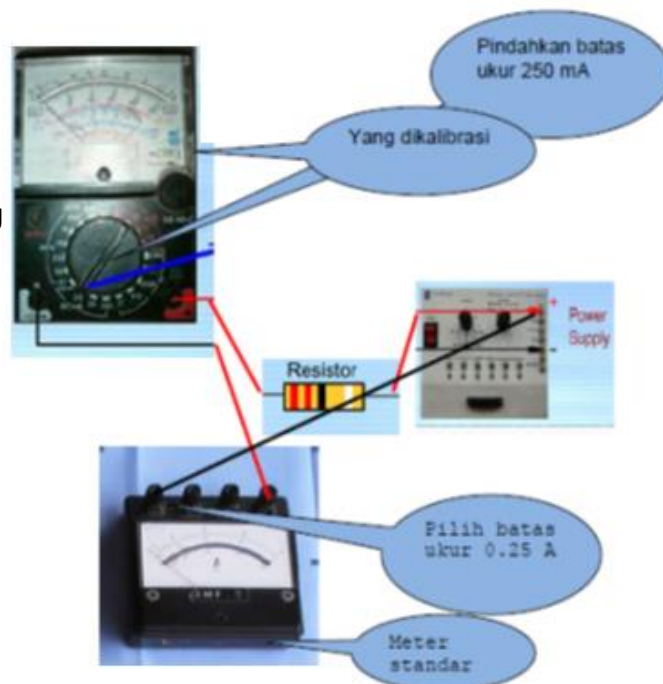 Pindahkan batas
ukur 250 mA
Yang dikalibrasi
+
Power
Supply
-
Resistor
Pilih batas
ukur 0.25 A
A
Meter
standar